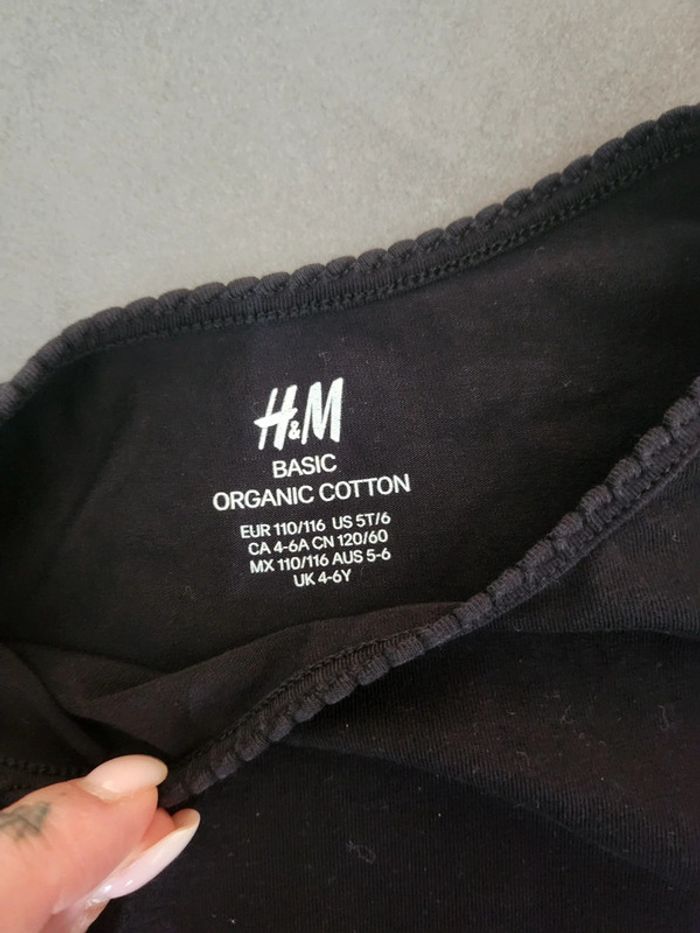 H&M
BASIC
ORGANIC COTTON
EUR 110/116 US 5T/6
CA 4-6A CN 120/60
MX 110/116 AUS 5-6
UK 4-6Y